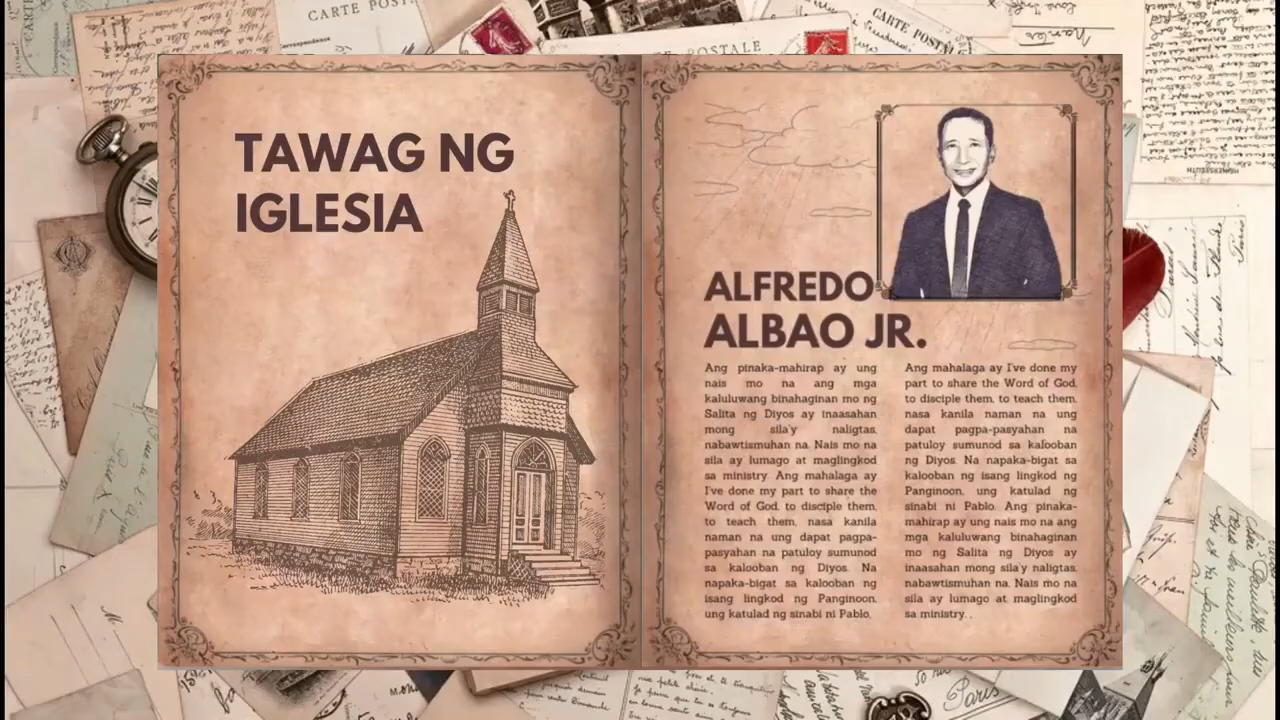 TAWAG NG
IGLESIA
ALFREDO
ALBAO JR.
Ang pinaka-mahirap ay ung
nais mo na ang mga
kaluluwang binahaginan mo ng
Salita ng Diyos ay inaasahan
mong sila'y naligtas,
nabawtismuhan na. Nais mo na
sila ay lumago at maglingkod
sa ministry. Ang mahalaga ay
I've done my part to share the
Word of God, to disciple them,
to teach them, nasa kanila
naman na ung dapat pagpa-
pasyahan na patuloy sumunod
sa kalooban ng Diyos. Na
napaka-bigat sa kalooban ng
isang lingkod ng Panginoon,
ung katulad ng sinabi ni Pablo,
Ang mahalaga ay I've done my
part to share the Word of God,
to disciple them, to teach them,
nasa kanila naman na ung
dapat pagpa-pasyahan na
patuloy sumunod sa kalooban
ng Diyos. Na napaka-bigat sa
kalooban ng isang lingkod ng
Panginoon, ung katulad ng
sinabi ni Pablo. Ang pinaka-
mahirap ay ung nais mo na ang
mga kaluluwang binahaginan
mo ng Salita ng Diyos ay
inaasahan mong sila'y naligtas,
nabawtismuhan na. Nais mo na
sila ay lumago at maglingkod
sa ministry. .
CARTE POST
POSTALE
CARTE POSTAL
Paris